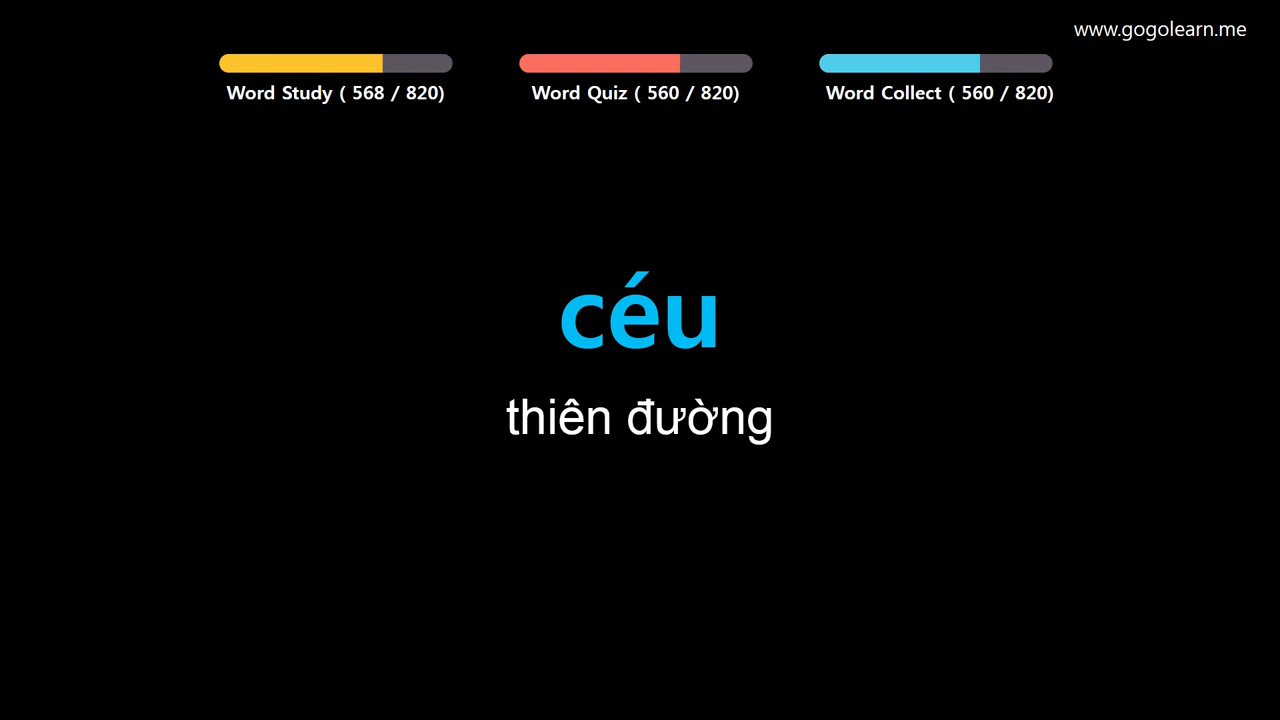 www.gogolearn.me
Word Study ( 568 / 820)
Word Quiz ( 560 / 820)
Word Collect ( 560 / 820)
céu
thiên đường